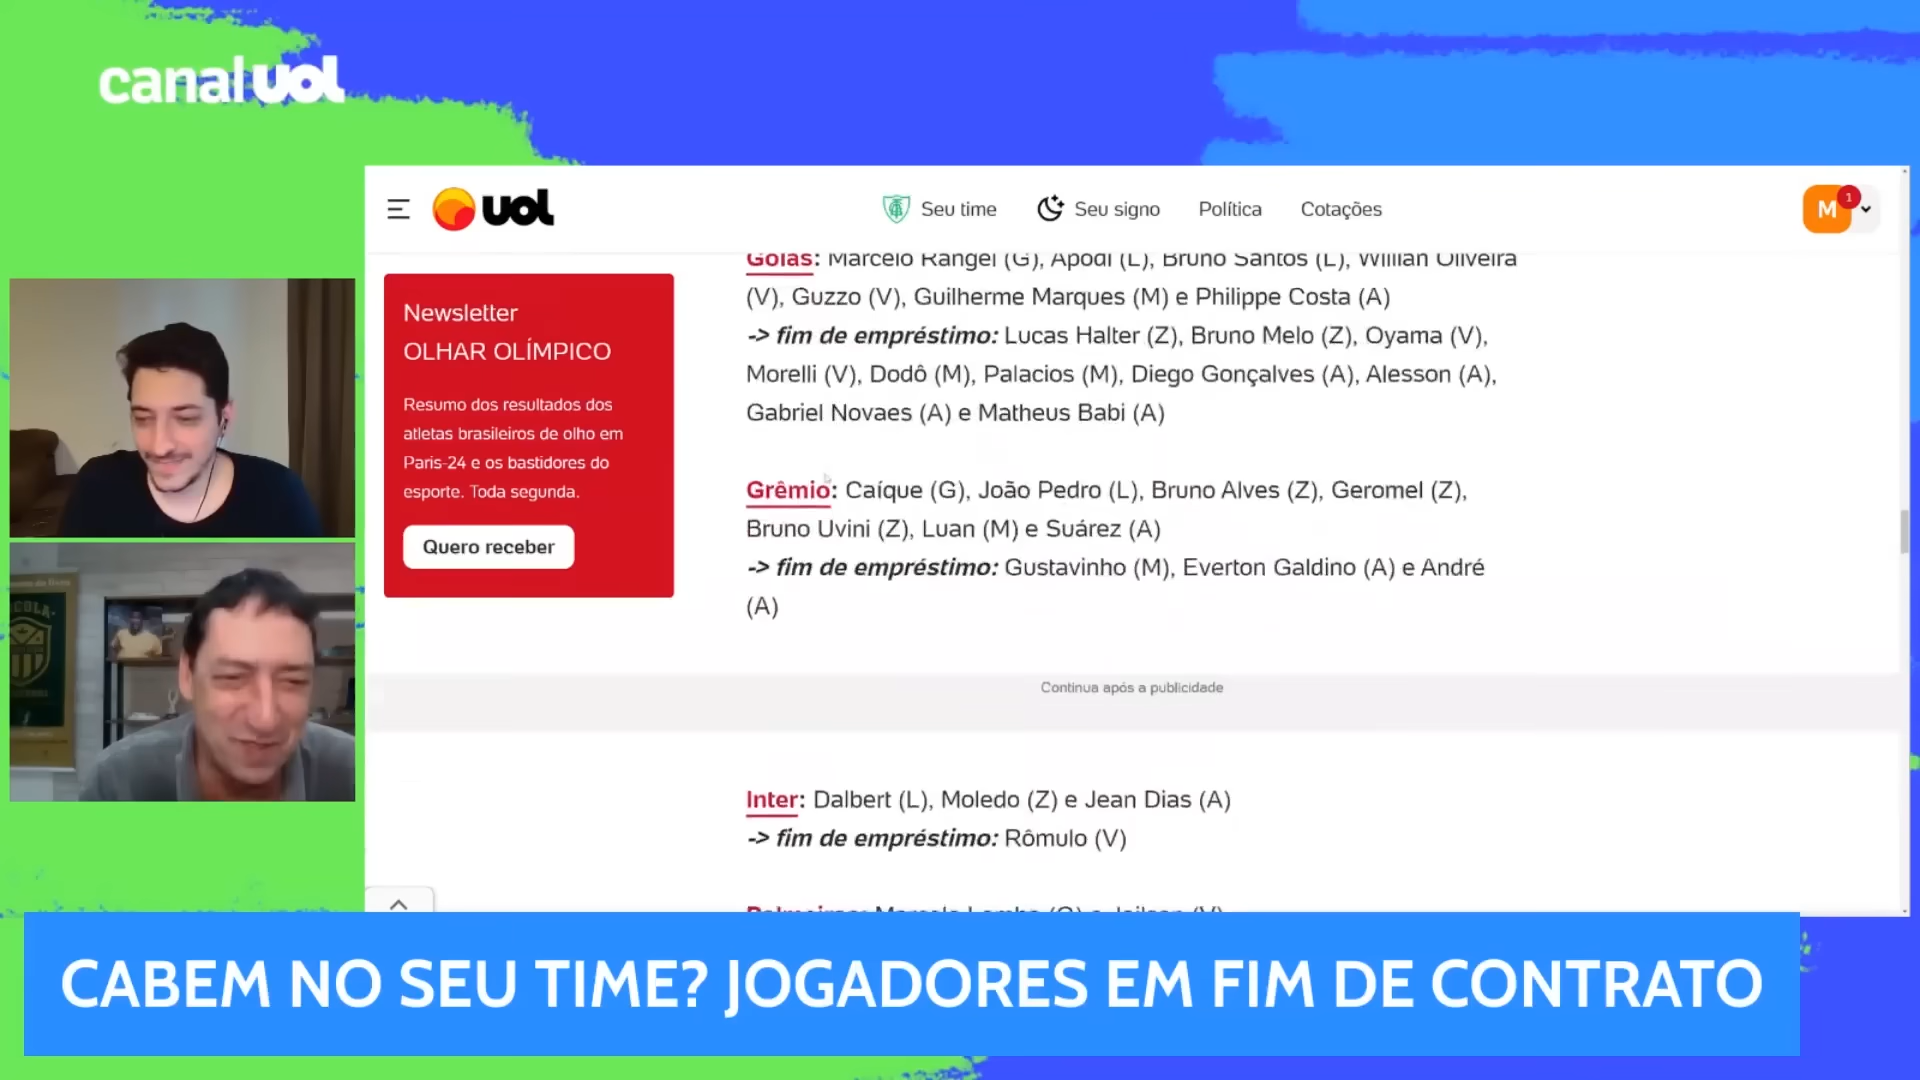 canal uol
uol
Seu time
Seu signo
Política
Cotações
M
1
Newsletter
OLHAR OLÍMPICO
Resumo dos resultados dos
atletas brasileiros de olho em
Paris-24 e os bastidores do
esporte. Toda segunda.
Quero receber
Goiás: Marcelo Rangel (G), Apodi (L), Bruno Santos (L), Willian Oliveira
(V), Guzzo (V), Guilherme Marques (M) e Philippe Costa (A)
-> fim de empréstimo: Lucas Halter (Z), Bruno Melo (Z), Oyama (V),
Morelli (V), Dodô (M), Palacios (M), Diego Gonçalves (A), Alesson (A),
Gabriel Novaes (A) e Matheus Babi (A)
Grêmio: Caíque (G), João Pedro (L), Bruno Alves (Z), Geromel (Z),
Bruno Uvini (Z), Luan (M) e Suárez (A)
-> fim de empréstimo: Gustavinho (M), Everton Galdino (A) e André
(A)
Continua após a publicidade
Inter: Dalbert (L), Moledo (Z) e Jean Dias (A)
-> fim de empréstimo: Rômulo (V)
Palmeiras: Marcelo Lomba (G) e Jailson (V)
CABEM NO SEU TIME? JOGADORES EM FIM DE CONTRATO